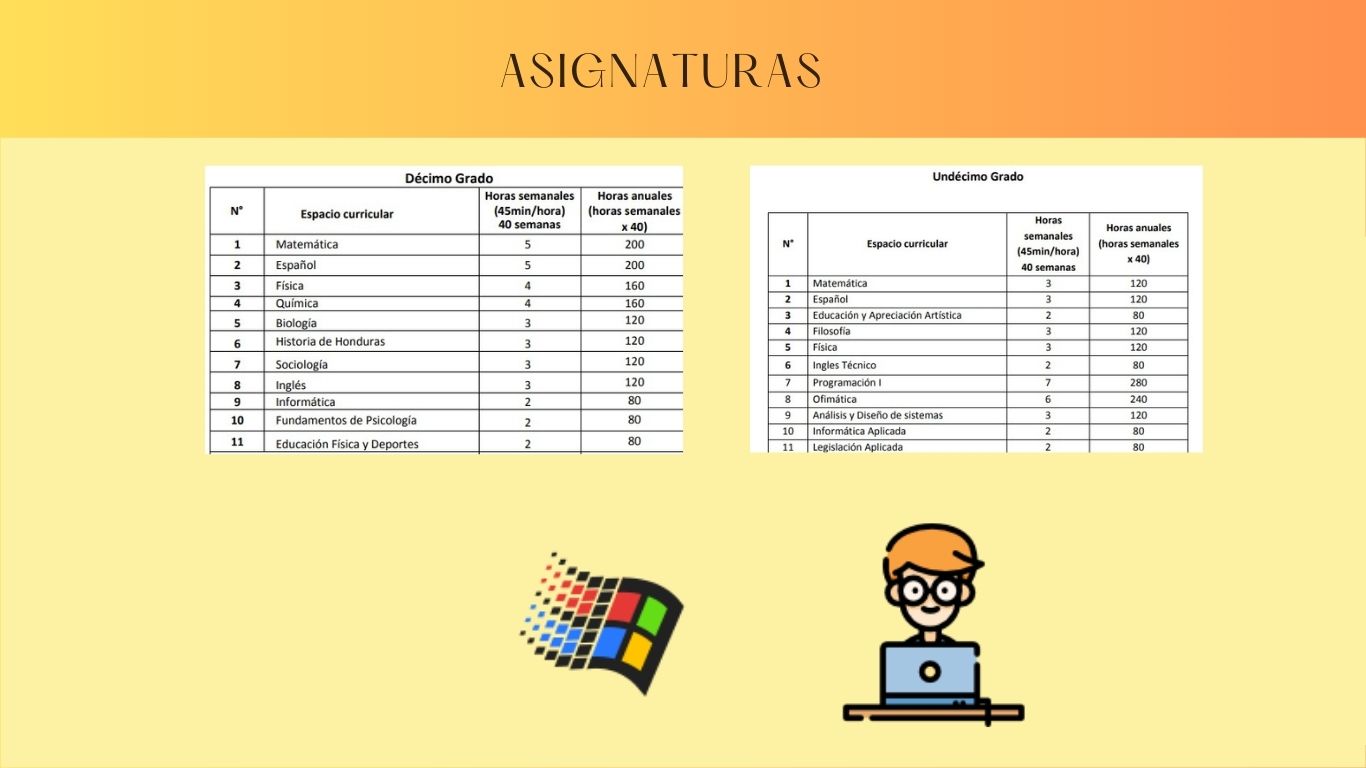 ASIGNATURAS
Décimo Grado
N° Espacio curricular Horas semanales (45min/hora) 40 semanas Horas anuales (horas semanales x 40)
1 Matemática 5 200
2 Español 5 200
3 Física 4 160
4 Química 4 160
5 Biología 3 120
6 Historia de Honduras 3 120
7 Sociología 3 120
8 Inglés 3 120
9 Informática 2 80
10 Fundamentos de Psicología 2 80
11 Educación Física y Deportes 2 80
Undécimo Grado
N° Espacio curricular Horas semanales (45min/hora) 40 semanas Horas anuales (horas semanales x 40)
1 Matemática 3 120
2 Español 3 120
3 Educación y Apreciación Artística 2 80
4 Filosofía 3 120
5 Física 3 120
6 Ingles Técnico 2 80
7 Programación I 7 280
8 Ofimática 6 240
9 Análisis y Diseño de sistemas 3 120
10 Informática Aplicada 2 80
11 Legislación Aplicada 2 80